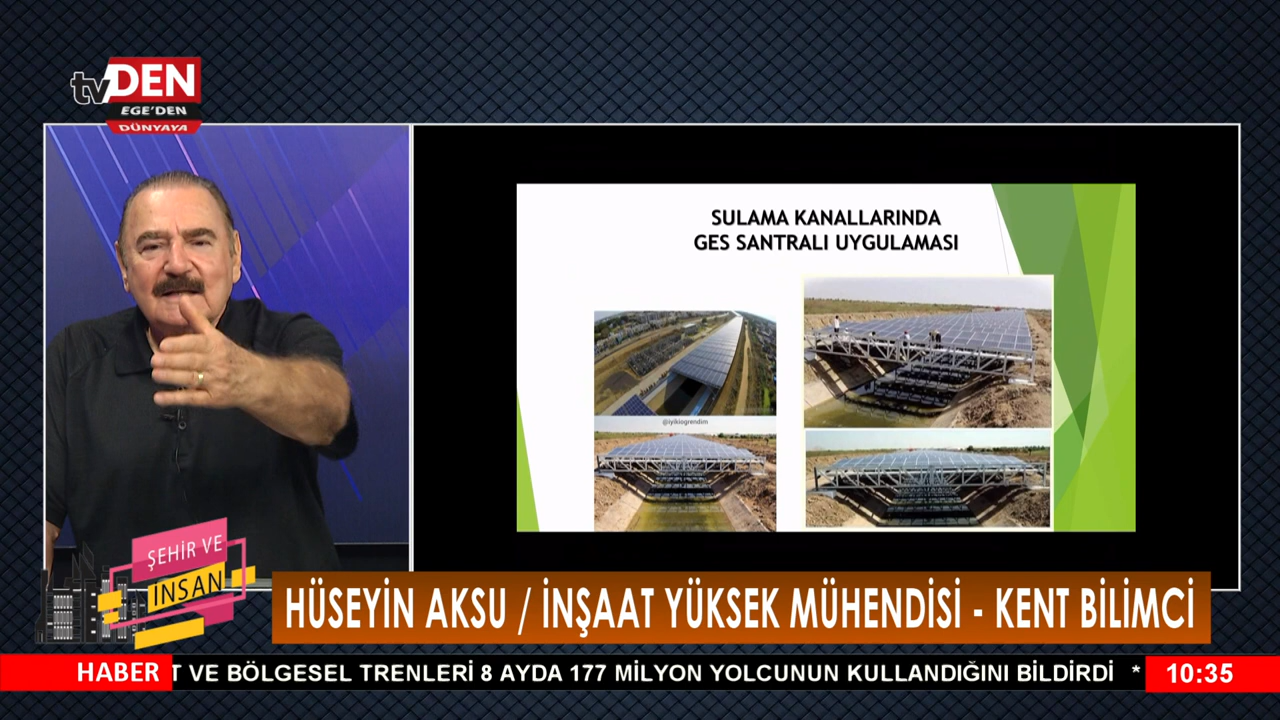 tvDEN
EGE'DEN
DÜNYAYA
SULAMA KANALLARINDA
GES SANTRALI UYGULAMASI
@iyikiogrendim
ŞEHİR VE
İNSAN
HÜSEYİN AKSU / İNŞAAT YÜKSEK MÜHENDİSİ - KENT BİLİMCİ
HABER
T VE BÖLGESEL TRENLERİ 8 AYDA 177 MİLYON YOLCUNUN KULLANDIĞINI BİLDİRDİ *
10:35